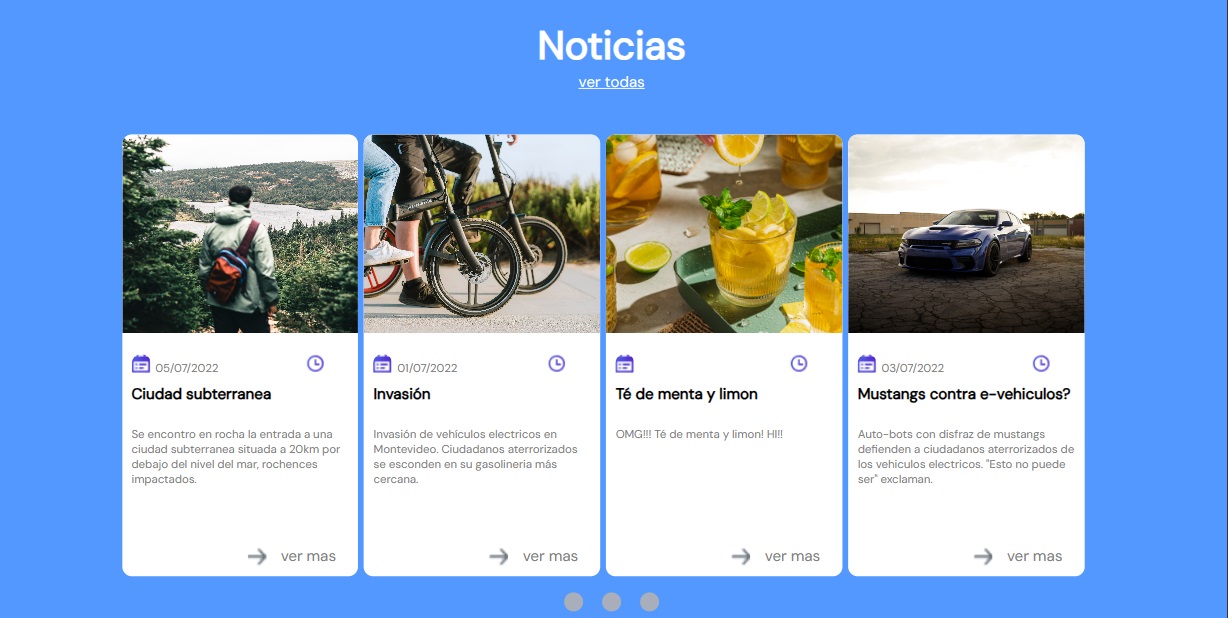 Noticias
ver todas
05/07/2022
Ciudad subterranea
Se encontro en rocha la entrada a una
ciudad subterranea situada a 20km por
debajo del nivel del mar, rochences
impactados.
ver mas
01/07/2022
Invasión
Invasión de vehículos electricos en
Montevideo. Ciudadanos aterrorizados
se esconden en su gasolineria más
cercana.
ver mas
Té de menta y limon
OMG!!! Té de menta y limon! HI!!
ver mas
03/07/2022
Mustangs contra e-vehiculos?
Auto-bots con disfraz de mustangs
defienden a ciudadanos aterrorizados de
los vehiculos electricos. "Esto no puede
ser" exclaman.
ver mas